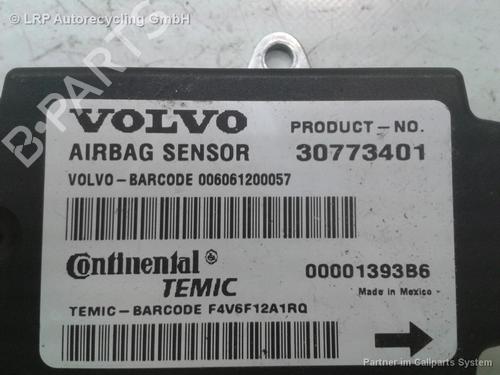 © LRP Autorecycling GmbH
B-PARTS
VOLVO
PRODUCT-NO.
AIRBAG SENSOR
30773401
VOLVO-BARCODE 006061200057
Continental
TEMIC
00001393B6
Made in Mexico
TEMIC-BARCODE F4V6F12A1RQ
Partner im Callparts System